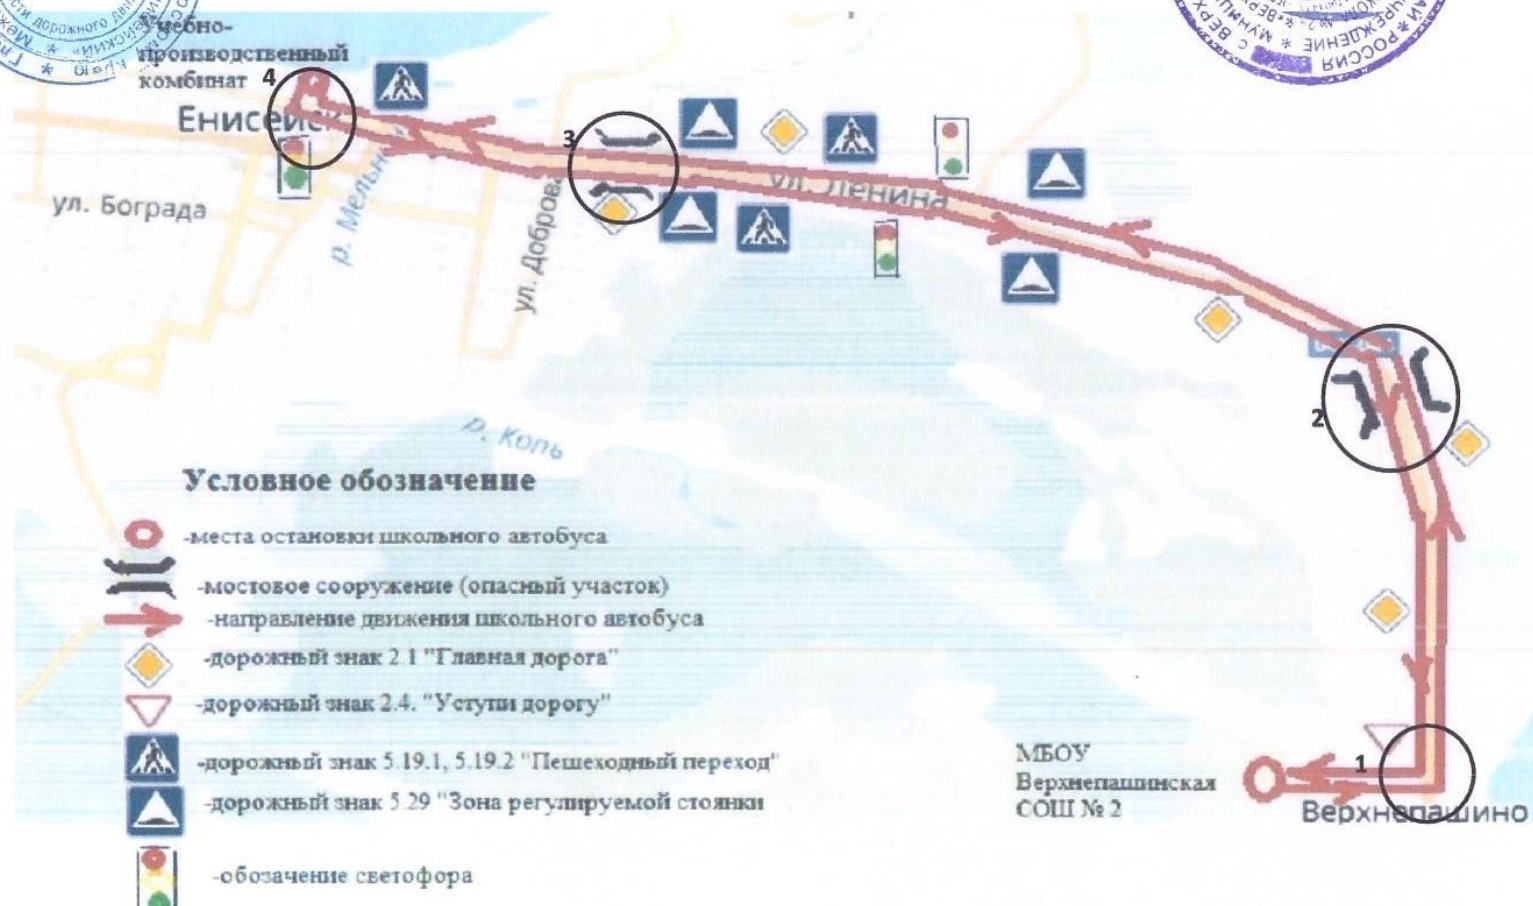 Учебно-
производственный
комбинат
4
Енисейск
ул. Бограда
р. Мельн
ул. Доброва
3
ул. Ленина
2
р. Копь
Условное обозначение
-места остановки школьного автобуса
-мостовое сооружение (опасный участок)
-направление движения школьного автобуса
-дорожный знак 2.1 "Главная дорога"
-дорожный знак 2.4. "Уступи дорогу"
-дорожный знак 5.19.1, 5.19.2 "Пешеходный переход"
-дорожный знак 5.29 "Зона регулируемой стоянки
-обозачение светофора
МБОУ
Верхнепашинская
СОШ № 2
1
Верхнепашино
РОССИЯ